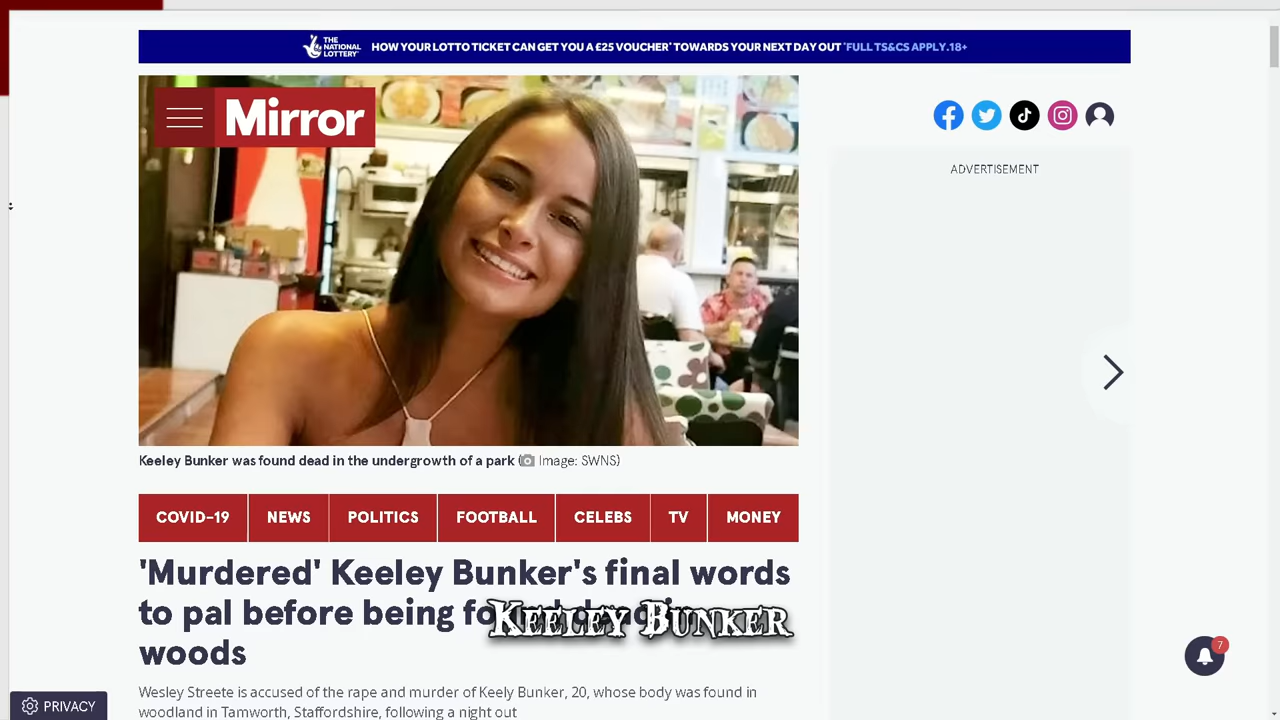 THE NATIONAL LOTTERY
HOW YOUR LOTTO TICKET CAN GET YOU A £25 VOUCHER* TOWARDS YOUR NEXT DAY OUT *FULL TS&CS APPLY.18+
Mirror
ADVERTISEMENT
Keeley Bunker was found dead in the undergrowth of a park ( Image: SWNS)
COVID-19 NEWS POLITICS FOOTBALL CELEBS TV MONEY
'Murdered' Keeley Bunker's final words
to pal before being
KEELEY BUNKER
woods
7
Wesley Streete is accused of the rape and murder of Keely Bunker, 20, whose body was found in
woodland in Tamworth, Staffordshire, following a night out
PRIVACY